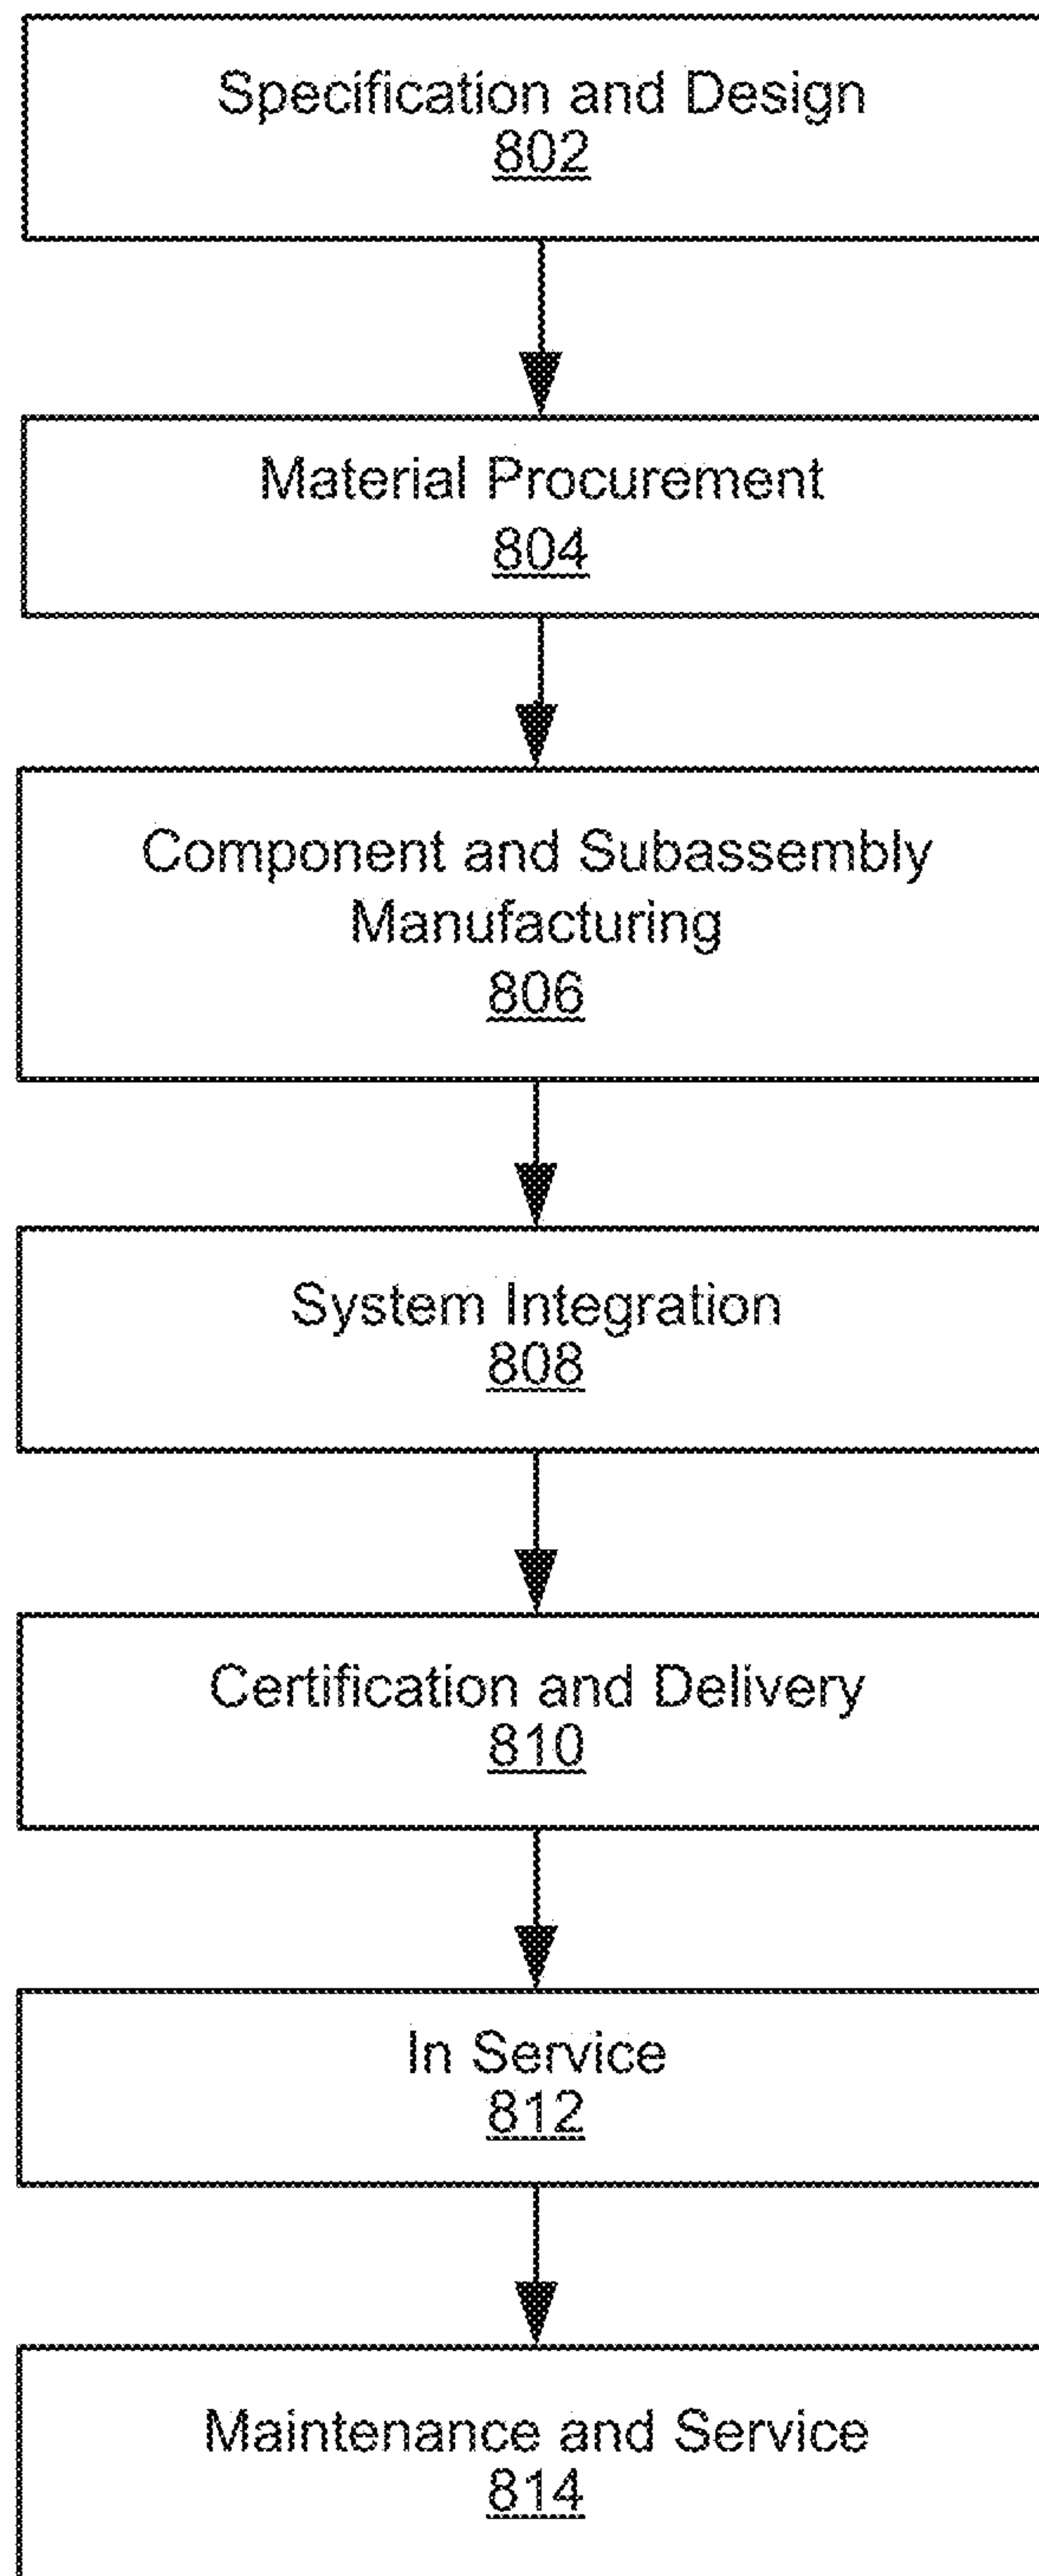 Specification and Design
802
Material Procurement
804
Component and Subassembly
Manufacturing
806
System Integration
808
Certification and Delivery
810
In Service
812
Maintenance and Service
814